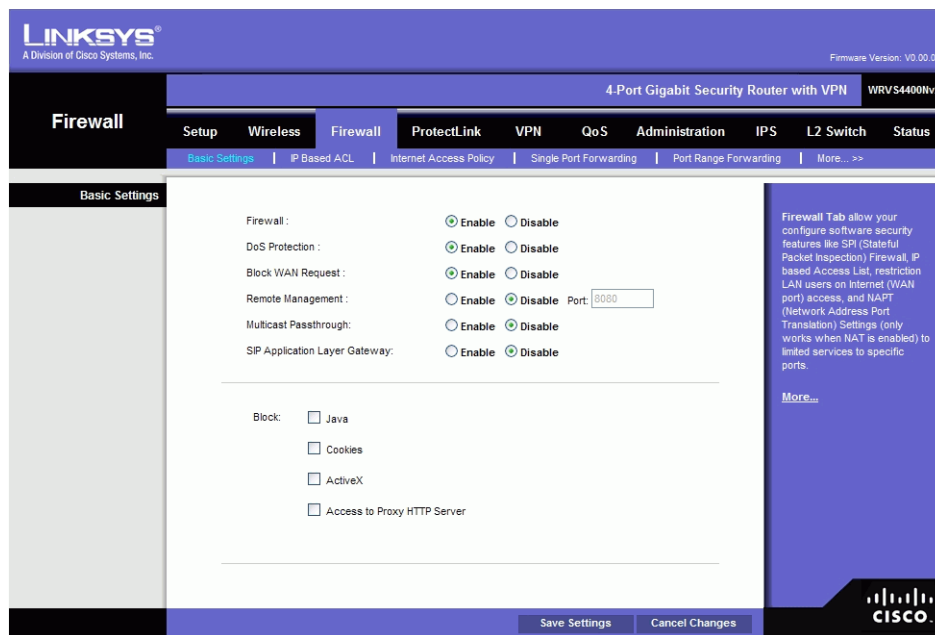 LINKSYS®
A Division of Cisco Systems, Inc.
Firmware Version: V0.00.0
4-Port Gigabit Security Router with VPN WRVS4400Nv
Firewall
Setup Wireless Firewall ProtectLink VPN QoS Administration IPS L2 Switch Status
Basic Settings | IP Based ACL | Internet Access Policy | Single Port Forwarding | Port Range Forwarding | More... >>
Basic Settings
Firewall : Enable Disable
DoS Protection : Enable Disable
Block WAN Request : Enable Disable
Remote Management : Enable Disable Port: 8080
Multicast Passthrough: Enable Disable
SIP Application Layer Gateway: Enable Disable
Block: Java
Cookies
ActiveX
Access to Proxy HTTP Server
Firewall Tab allow your
configure software security
features like SPI (Stateful
Packet Inspection) Firewall, IP
based Access List, restriction
LAN users on Internet (WAN
port) access, and NAPT
(Network Address Port
Translation) Settings (only
works when NAT is enabled) to
limited services to specific
ports.
More...
Save Settings Cancel Changes
CISCO.